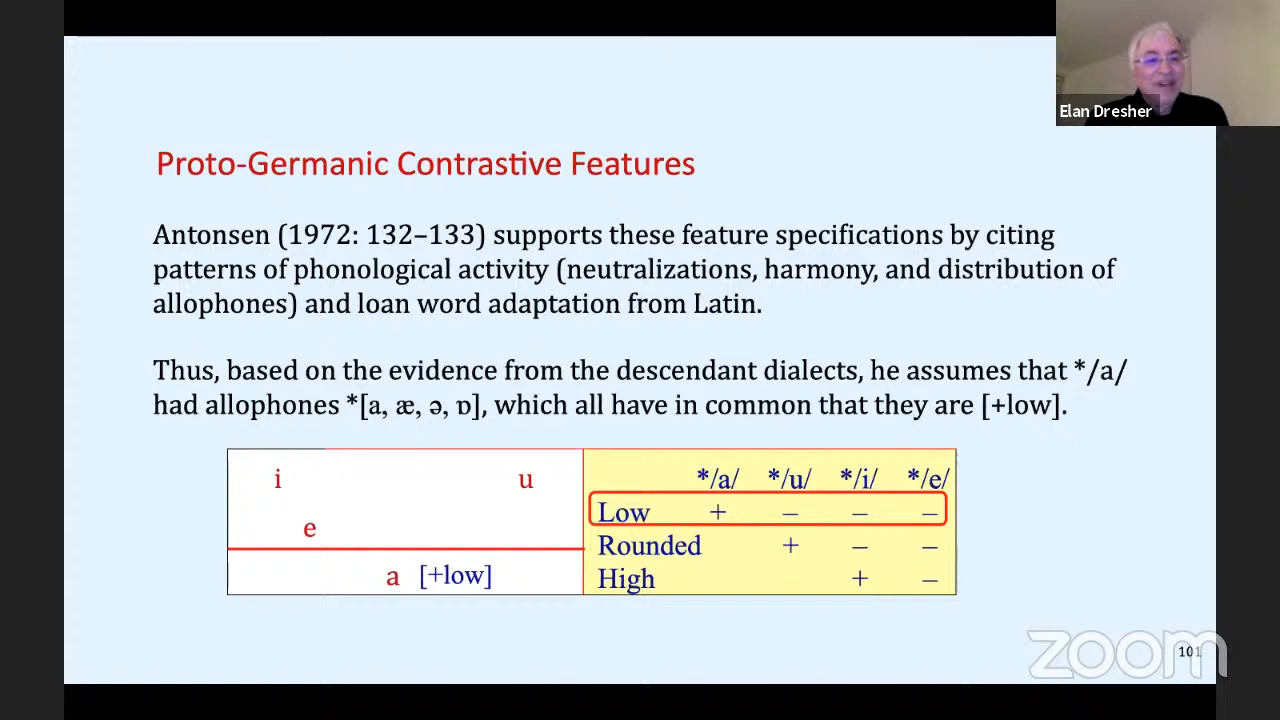 Elan Dresher
Proto-Germanic Contrastive Features
Antonsen (1972: 132–133) supports these feature specifications by citing
patterns of phonological activity (neutralizations, harmony, and distribution of
allophones) and loan word adaptation from Latin.
Thus, based on the evidence from the descendant dialects, he assumes that */a/
had allophones *[a, æ, ə, ɒ], which all have in common that they are [+low].
i u
e
a [+low]
*/a/ */u/ */i/ */e/
Low + – – –
Rounded + – –
High + –
zoom
101